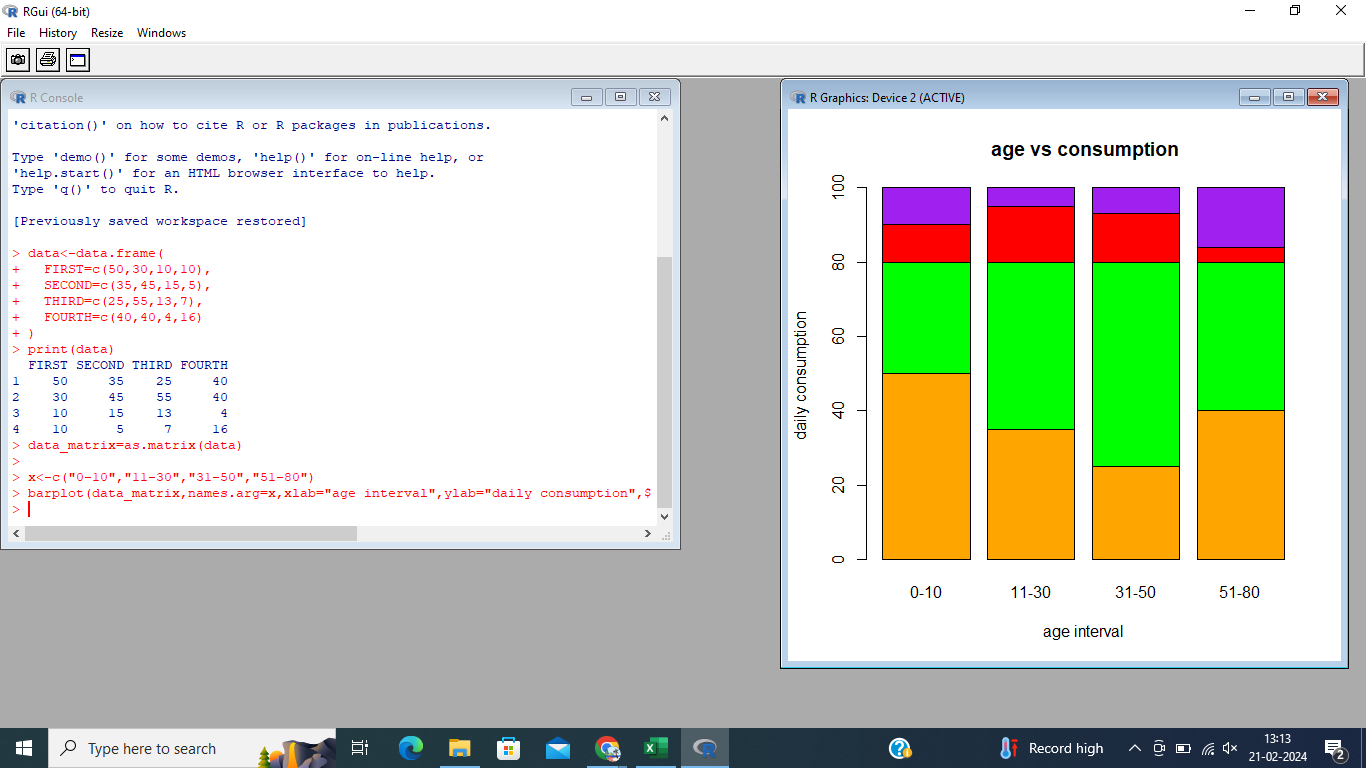 RGui (64-bit)
File History Resize Windows
R Console
'citation()' on how to cite R or R packages in publications.
Type 'demo()' for some demos, 'help()' for on-line help, or
'help.start()' for an HTML browser interface to help.
Type 'q()' to quit R.
[Previously saved workspace restored]
> data<-data.frame(
+   FIRST=c(50,30,10,10),
+   SECOND=c(35,45,15,5),
+   THIRD=c(25,55,13,7),
+   FOURTH=c(40,40,4,16)
+ )
> print(data)
  FIRST SECOND THIRD FOURTH
1    50     35    25     40
2    30     45    55     40
3    10     15    13      4
4    10      5     7     16
> data_matrix=as.matrix(data)
>
> x<-c("0-10","11-30","31-50","51-80")
> barplot(data_matrix,names.arg=x,xlab="age interval",ylab="daily consumption",$
>
R Graphics: Device 2 (ACTIVE)
age vs consumption
daily consumption
100
80
60
40
20
0
0-10 11-30 31-50 51-80
age interval
Type here to search
Record high
13:13
21-02-2024
2